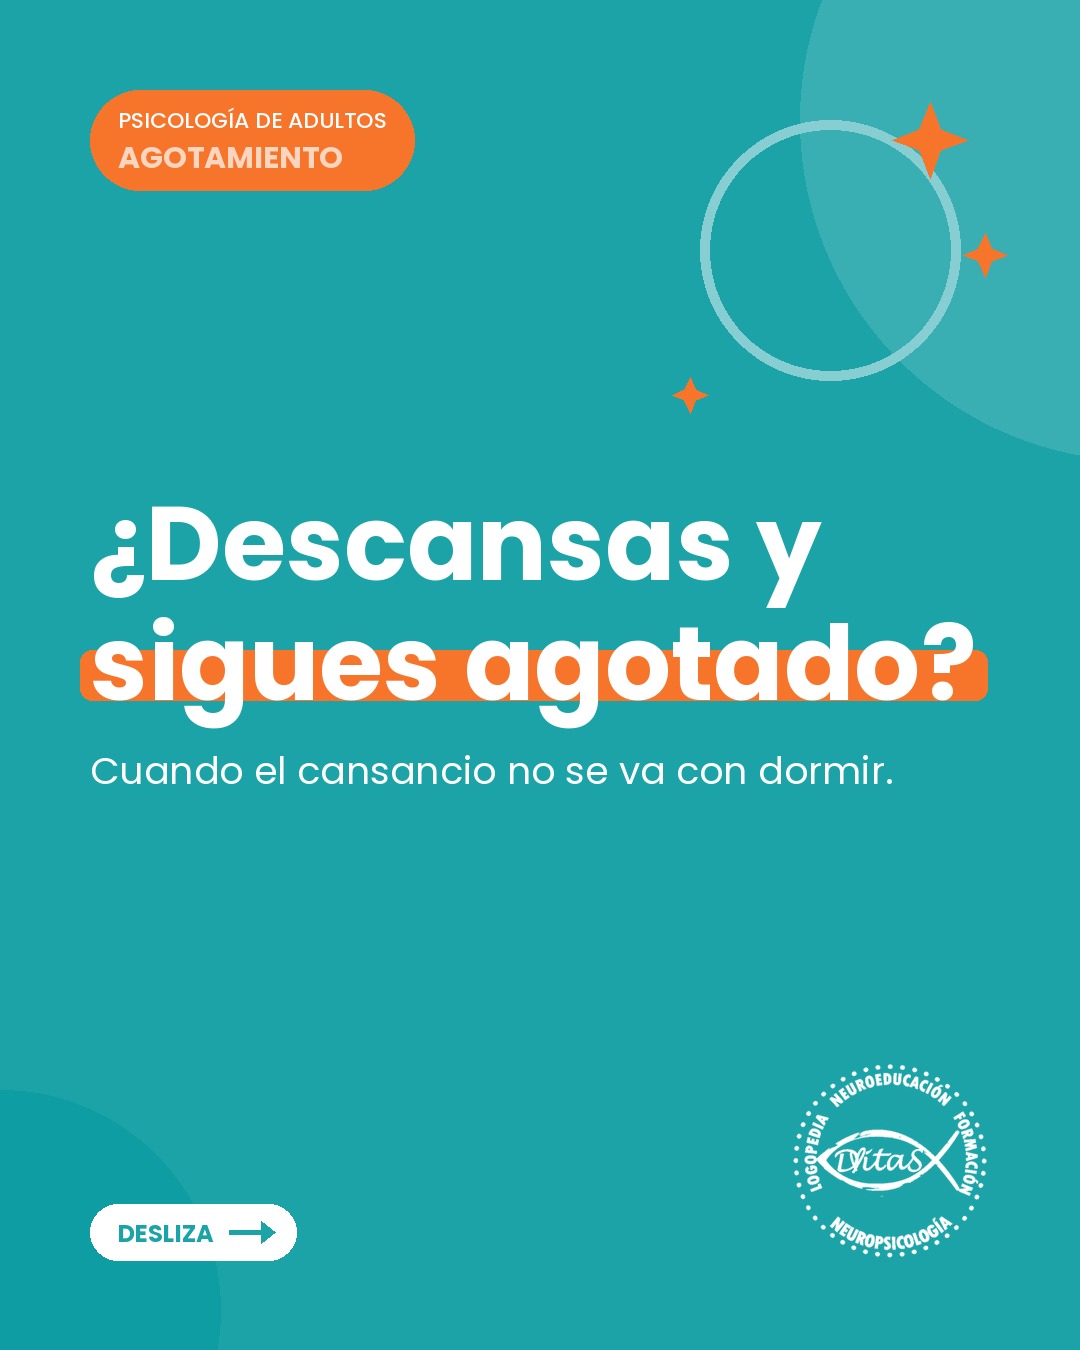 PSICOLOGÍA DE ADULTOS
AGOTAMIENTO
¿Descansas y
sigues agotado?
Cuando el cansancio no se va con dormir.
DESLIZA
LOGOPEDIA
NEUROEDUCACIÓN
FORMACIÓN
NEUROPSICOLOGÍA